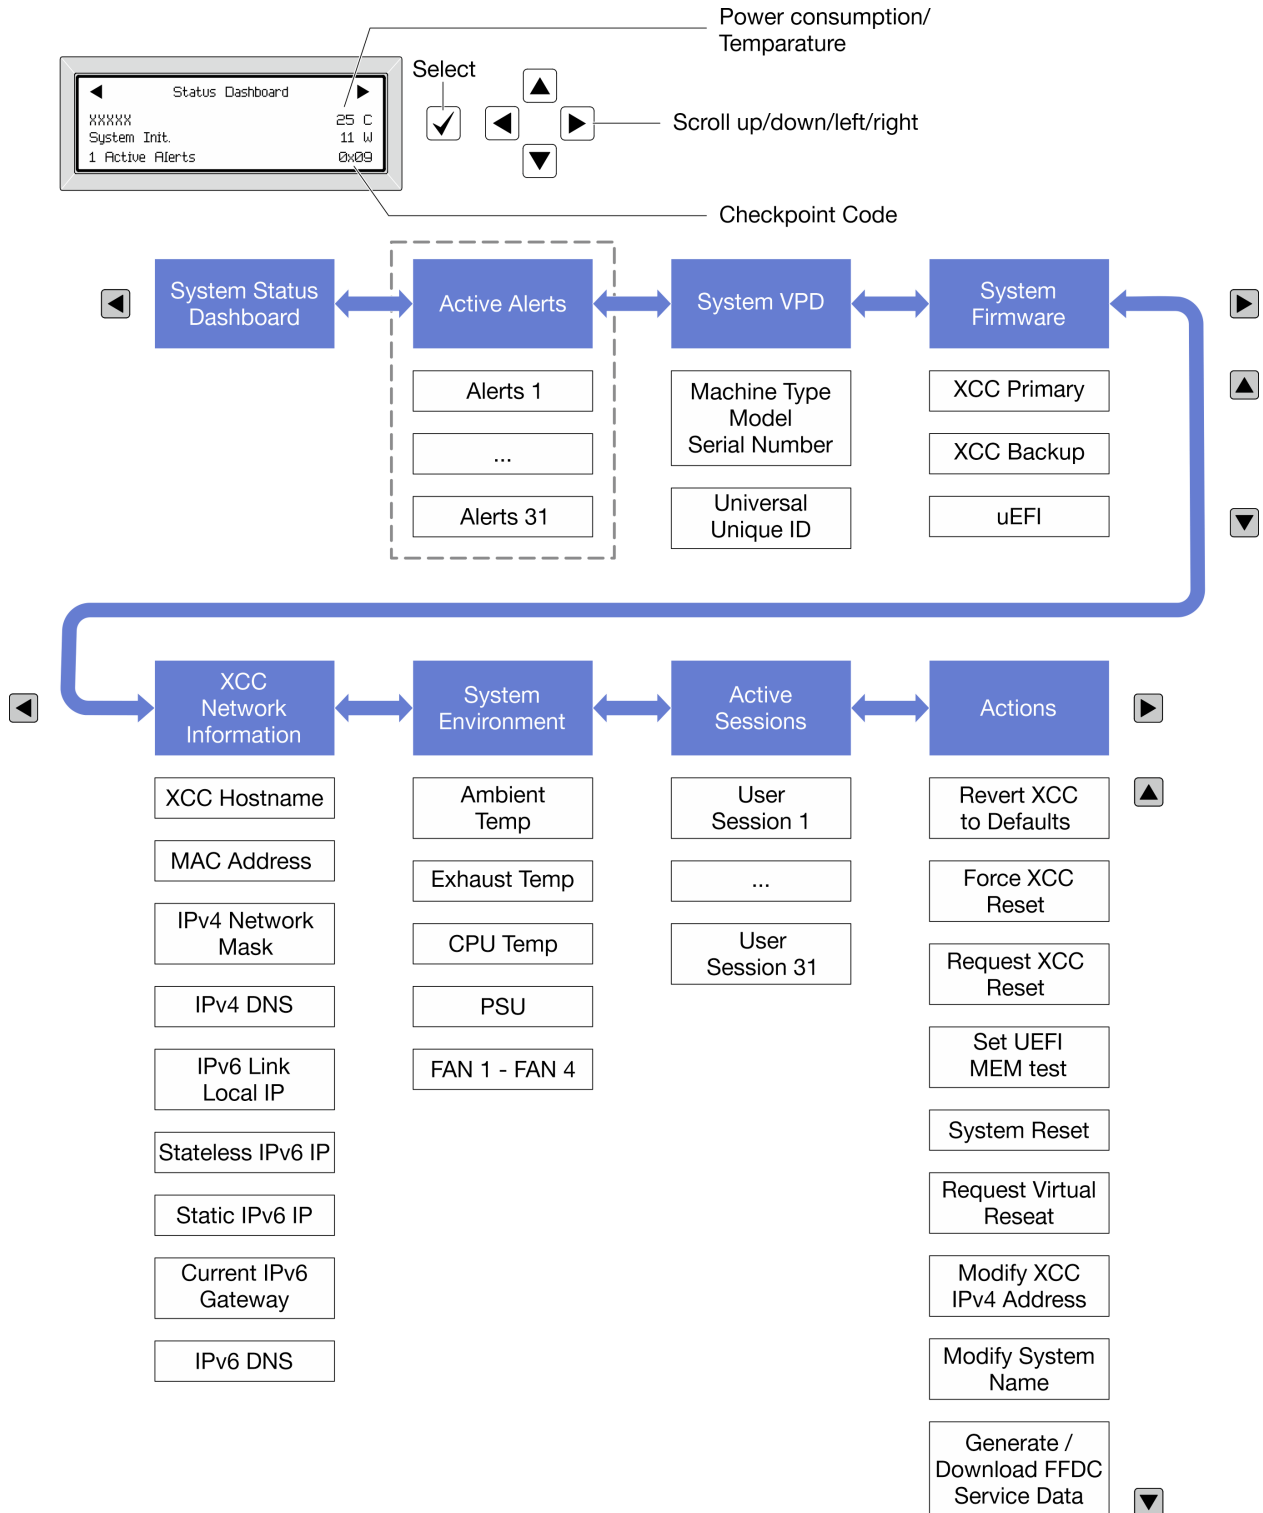 Power consumption/
Temparature
Select
Status Dashboard
XXXXX 25 C
System Init. 11 W
1 Active Alerts 0x09
Scroll up/down/left/right
Checkpoint Code
System Status
Dashboard
Active Alerts
System VPD
System
Firmware
Alerts 1
...
Alerts 31
Machine Type
Model
Serial Number
Universal
Unique ID
XCC Primary
XCC Backup
uEFI
XCC
Network
Information
System
Environment
Active
Sessions
Actions
XCC Hostname
MAC Address
IPv4 Network
Mask
IPv4 DNS
IPv6 Link
Local IP
Stateless IPv6 IP
Static IPv6 IP
Current IPv6
Gateway
IPv6 DNS
Ambient
Temp
Exhaust Temp
CPU Temp
PSU
FAN 1 - FAN 4
User
Session 1
...
User
Session 31
Revert XCC
to Defaults
Force XCC
Reset
Request XCC
Reset
Set UEFI
MEM test
System Reset
Request Virtual
Reseat
Modify XCC
IPv4 Address
Modify System
Name
Generate /
Download FFDC
Service Data